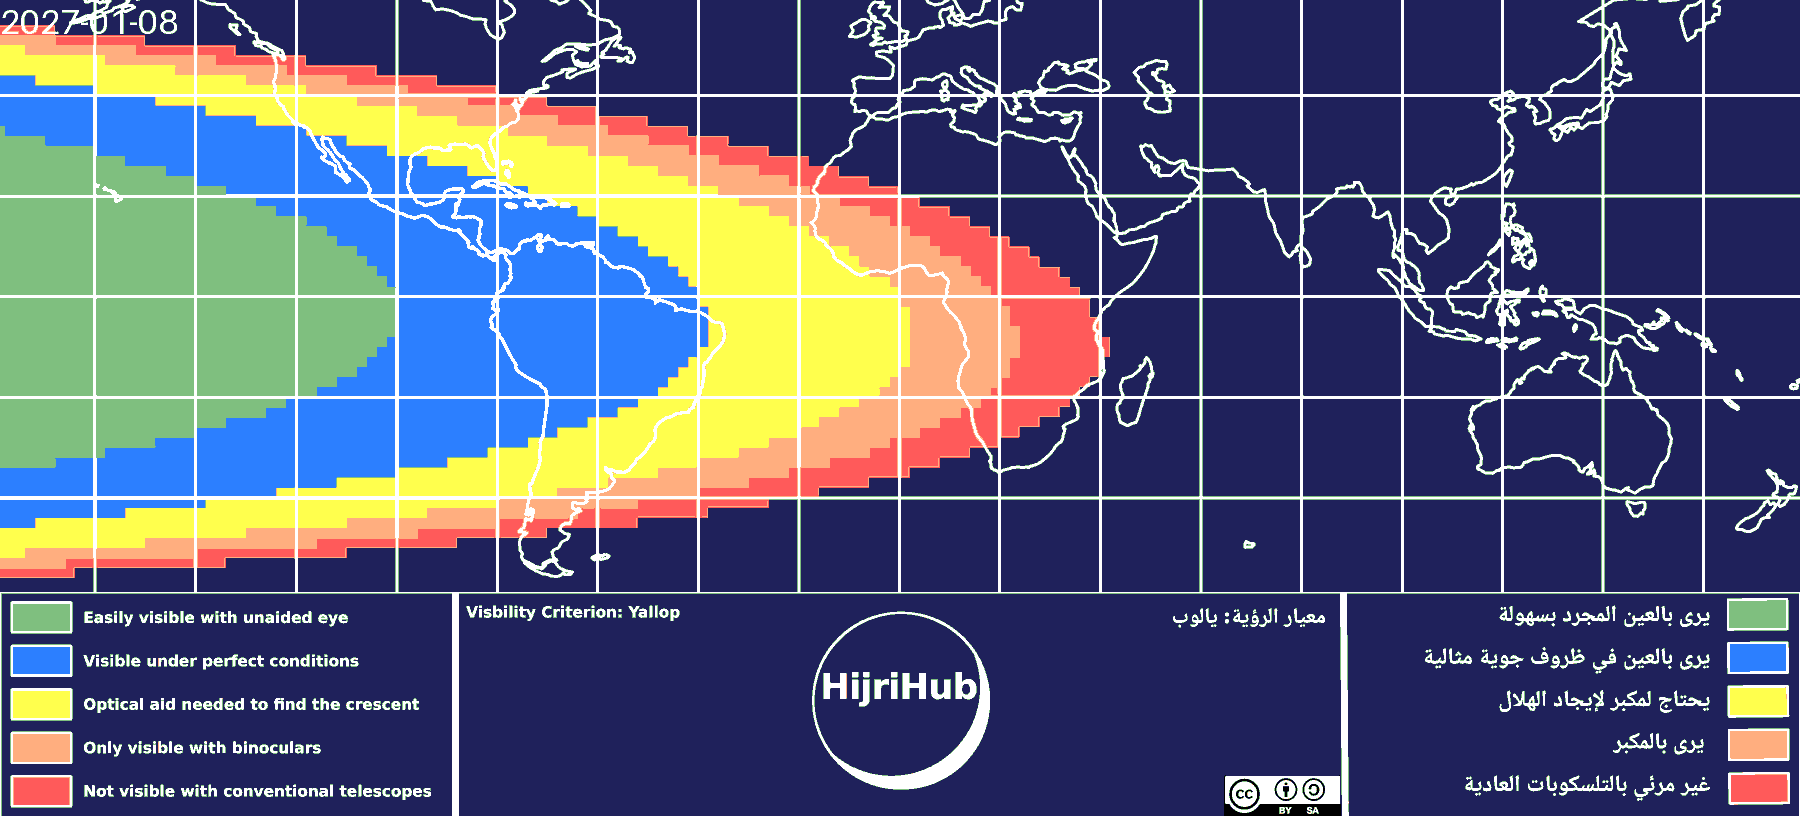 2027-01-08
Easily visible with unaided eye
Visible under perfect conditions
Optical aid needed to find the crescent
Only visible with binoculars
Not visible with conventional telescopes
Visbility Criterion: Yallop
معيار الرؤية: يالوب
HijriHub
cc
BY SA
يرى بالعين المجرد بسهولة
يرى بالعين في ظروف جوية مثالية
يحتاج لمكبر لإيجاد الهلال
يرى بالمكبر
غير مرئي بالتلسكوبات العادية